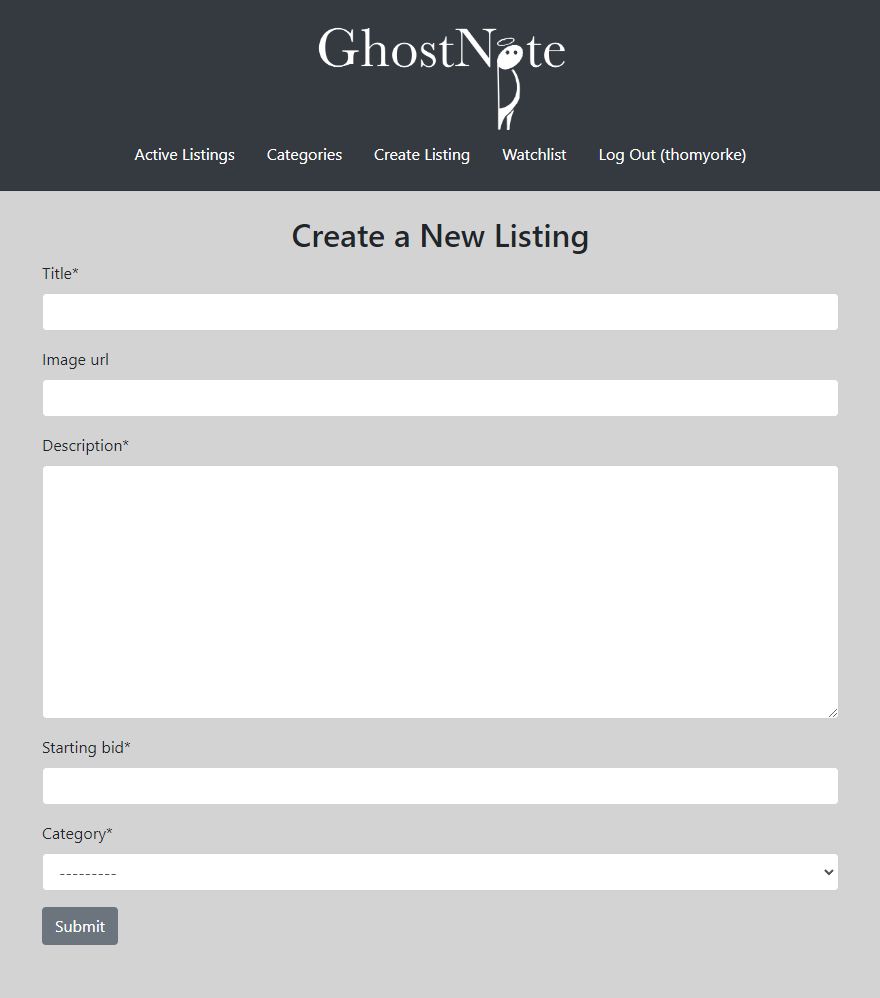 GhostNote
Active Listings Categories Create Listing Watchlist Log Out (thomyorke)
Create a New Listing
Title*
Image url
Description*
Starting bid*
Category*
---------
Submit